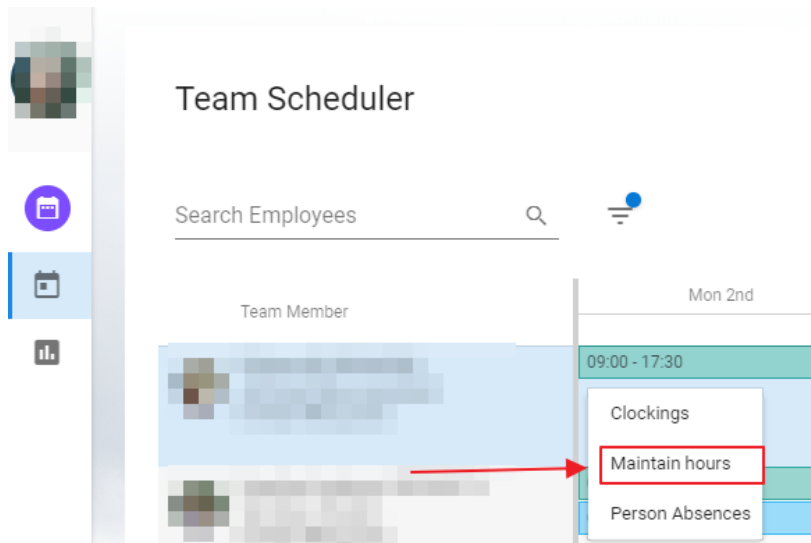 Team Scheduler
Search Employees
Team Member
Mon 2nd
09:00 - 17:30
Clockings
Maintain hours
Person Absences